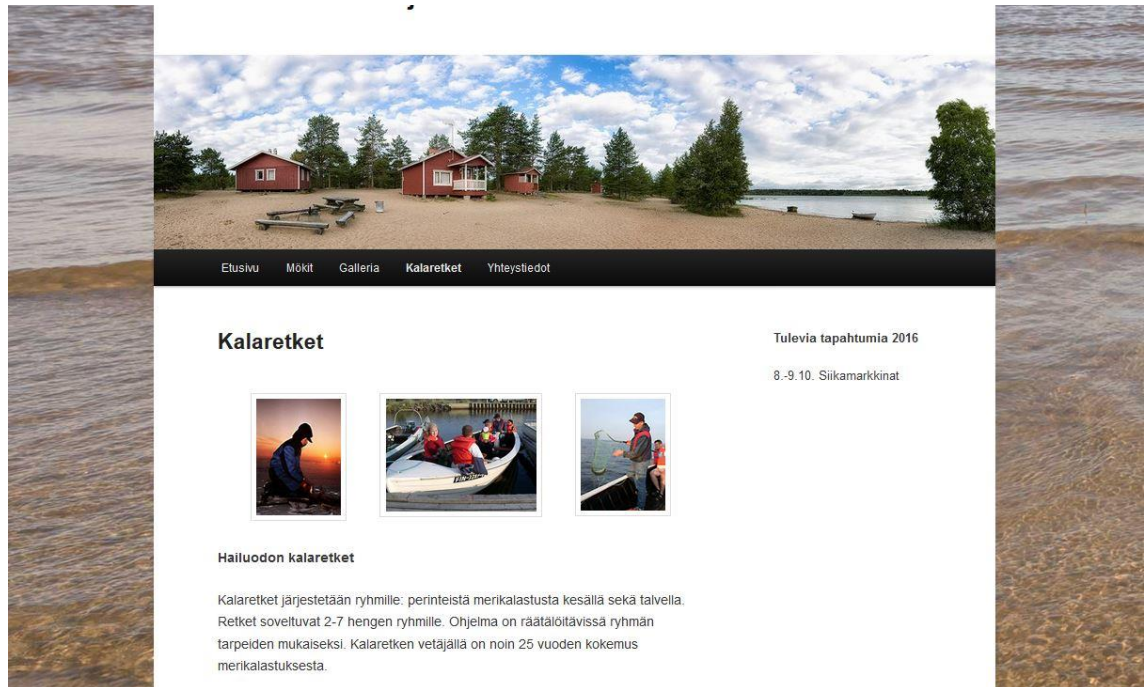 Etusivu Mökit Galleria Kalaretket Yhteystiedot
Kalaretket
Hailuodon kalaretket
Kalaretket järjestetään ryhmille: perinteistä merikalastusta kesällä sekä talvella.
Retket soveltuvat 2-7 hengen ryhmille. Ohjelma on räätälöitävissä ryhmän
tarpeiden mukaiseksi. Kalaretken vetäjällä on noin 25 vuoden kokemus
merikalastuksesta.
Tulevia tapahtumia 2016
8.-9.10. Siikamarkkinat